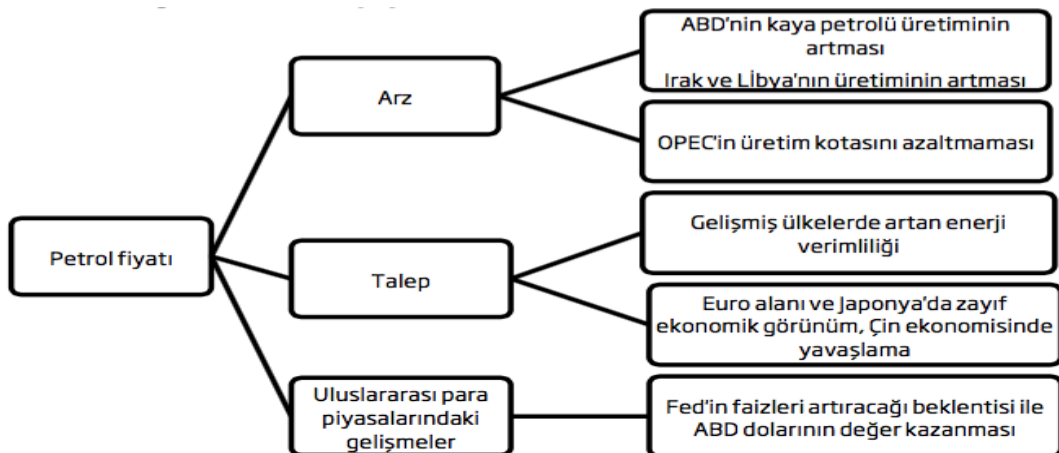 ABD'nin kaya petrolü üretiminin
artması
Irak ve Lİbya'nın üretiminin artması
Arz
OPEC'in üretim kotasını azaltmaması
Petrol fiyatı
Talep
Gelişmiş ülkelerde artan enerji
verimliliği
Euro alanı ve Japonya'da zayıf
ekonomik görünüm, Çin ekonomisinde
yavaşlama
Uluslararası para
piyasalarındaki
gelişmeler
Fed'in faizleri artıracağı beklentisi ile
ABD dolarının değer kazanması